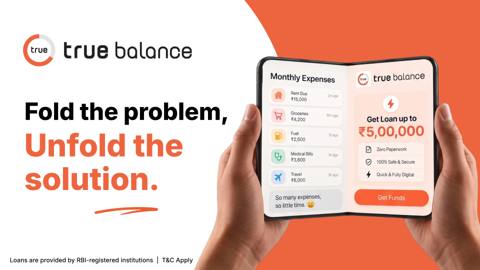 true
true balance
Fold the problem,
Unfold the
solution.
Loans are provided by RBI-registered institutions | T&C Apply
Monthly Expenses
Rent Due
₹15,000
Groceries
₹4,200
Fuel
₹2,500
Medical Bills
₹3,800
Travel
₹8,000
So many expenses,
so little time. 😬
true balance
Get Loan up to
₹5,00,000
Zero Paperwork
100% Safe & Secure
Quick & Fully Digital
Get Funds